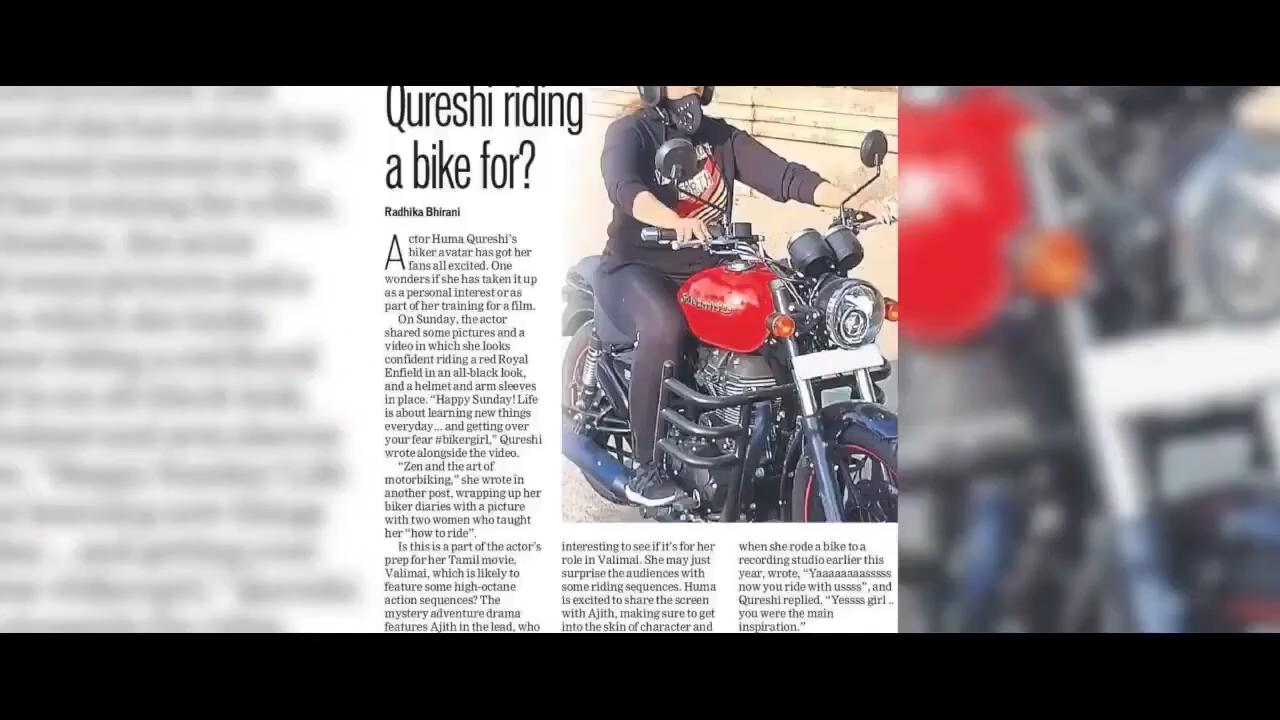 Qureshi riding
a bike for?
Radhika Bhirani
Actor Huma Qureshi's
biker avatar has got her
fans all excited. One
wonders if she has taken it up
as a personal interest or as
part of her training for a film.
On Sunday, the actor
shared some pictures and a
video in which she looks
confident riding a red Royal
Enfield in an all-black look,
and a helmet and arm sleeves
in place. “Happy Sunday! Life
is about learning new things
everyday... and getting over
your fear #bikergirl,” Qureshi
wrote alongside the video.
“Zen and the art of
motorbiking,” she wrote in
another post, wrapping up her
biker diaries with a picture
with two women who taught
her “how to ride”.
Is this is a part of the actor’s
prep for her Tamil movie,
Valimai, which is likely to
feature some high-octane
action sequences? The
mystery adventure drama
features Ajith in the lead, who
interesting to see if it’s for her
role in Valimai. She may just
surprise the audiences with
some riding sequences. Huma
is excited to share the screen
with Ajith, making sure to get
into the skin of character and
when she rode a bike to a
recording studio earlier this
year, wrote, “Yaaaaaaasssss
now you ride with ussss”, and
Qureshi replied, “Yessss girl ..
you were the main
inspiration.”